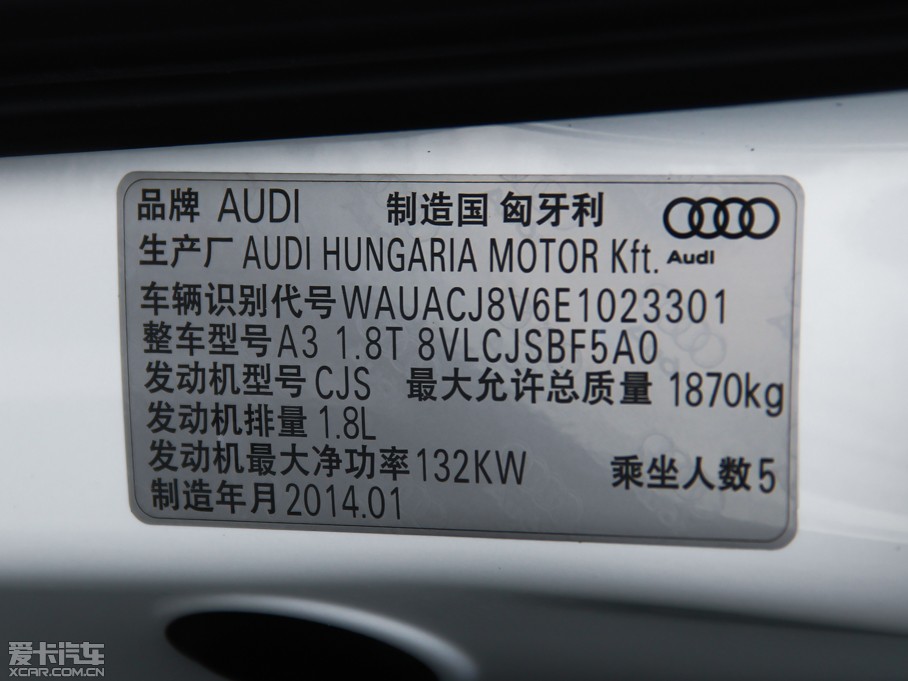 品牌 AUDI 制造国 匈牙利
生产厂 AUDI HUNGARIA MOTOR Kft. Audi
车辆识别代号 WAUACJ8V6E1023301
整车型号 A3 1.8T 8VLCJSBF5A0
发动机型号 CJS 最大允许总质量 1870kg
发动机排量 1.8L
发动机最大净功率 132KW 乘坐人数 5
制造年月 2014.01
爱卡汽车
XCAR.COM.CN